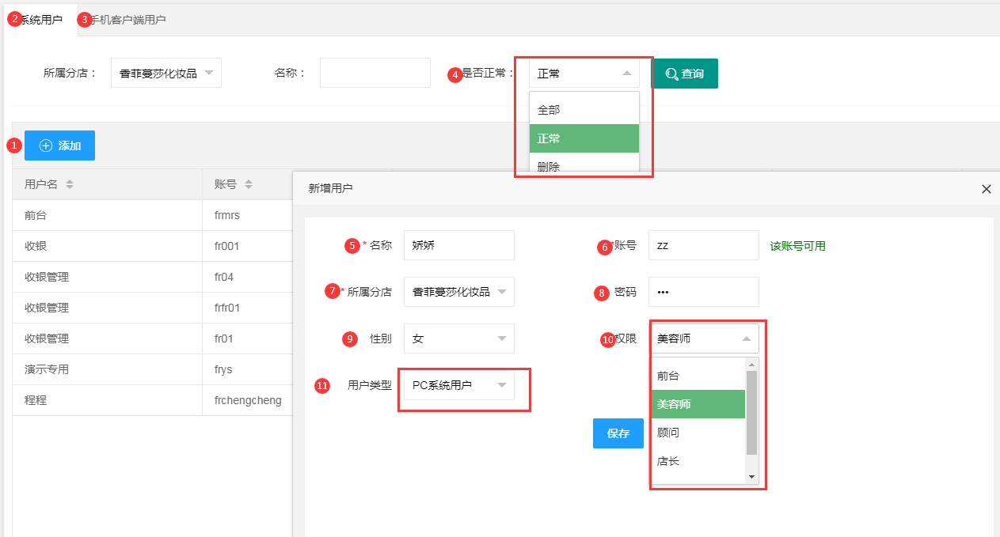 2 系统用户 3 手机客户端用户
所属分店： 香菲蔓莎化妆品 名称： 4 是否正常： 正常 查询
全部
正常
删除
1 添加
用户名 账号
前台 frmrs
收银 fr001
收银管理 fr04
收银管理 frfr01
收银管理 fr01
演示专用 frys
程程 frchengcheng
新增用户
5 * 名称 娇娇 6 *账号 zz 该账号可用
7 * 所属分店 香菲蔓莎化妆品 8 密码 •••
9 性别 女 10 权限 美容师
前台
美容师
顾问
店长
11 用户类型 PC系统用户
保存